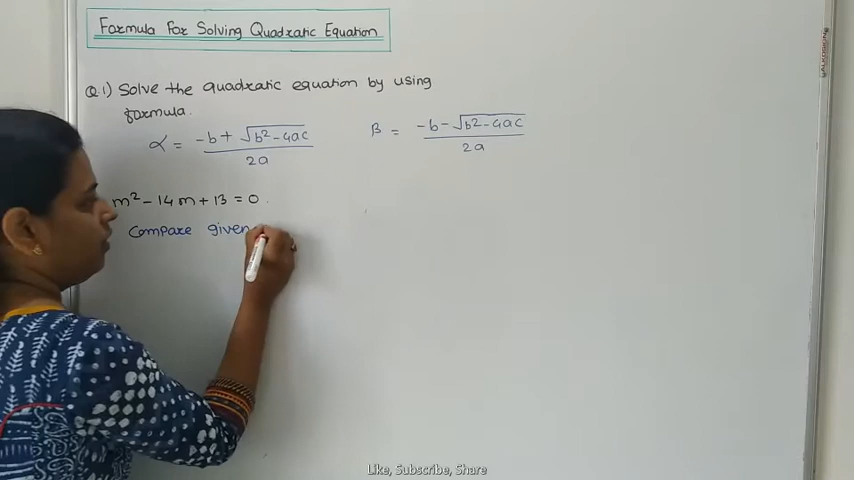 Formula For Solving Quadratic Equation
Q.1) Solve the quadratic equation by using
formula.
α = -b + √b² - 4ac / 2a
β = -b - √b² - 4ac / 2a
m² - 14m + 13 = 0.
Compare given
Like, Subscribe, Share